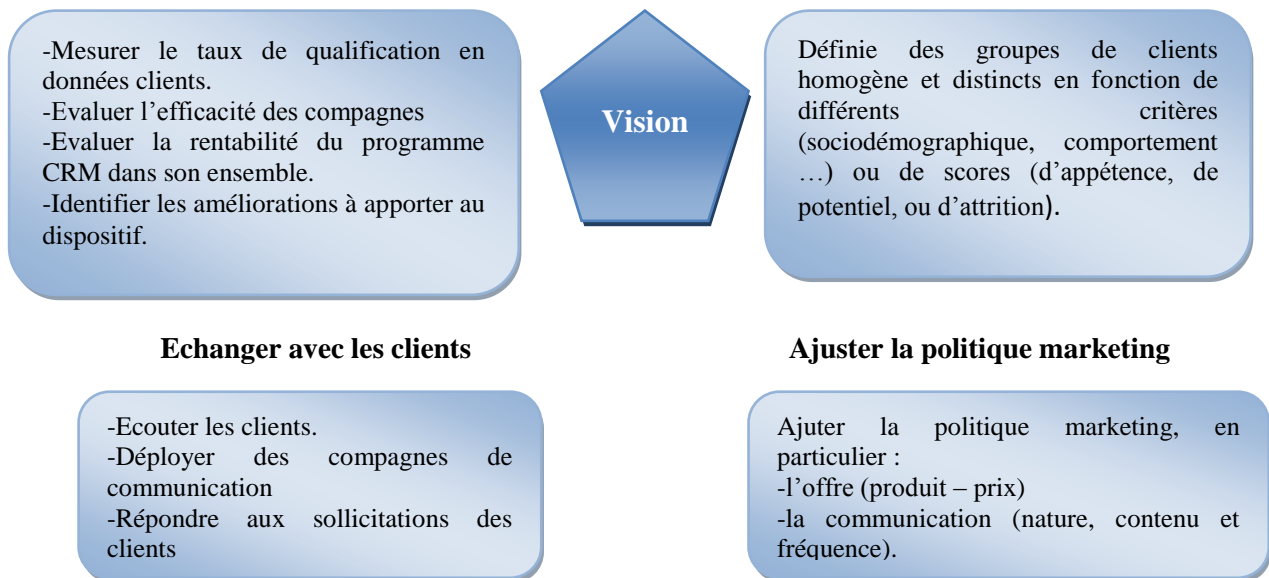 -Mesurer le taux de qualification en
données clients.
-Evaluer l’efficacité des compagnes
-Evaluer la rentabilité du programme
CRM dans son ensemble.
-Identifier les améliorations à apporter au
dispositif.
Vision
Définie des groupes de clients
homogène et distincts en fonction de
différents critères
(sociodémographique, comportement
…) ou de scores (d’appétence, de
potentiel, ou d’attrition).
Echanger avec les clients
Ajuster la politique marketing
-Ecouter les clients.
-Déployer des compagnes de
communication
-Répondre aux sollicitations des
clients
Ajuter la politique marketing, en
particulier :
-l’offre (produit – prix)
-la communication (nature, contenu et
fréquence).